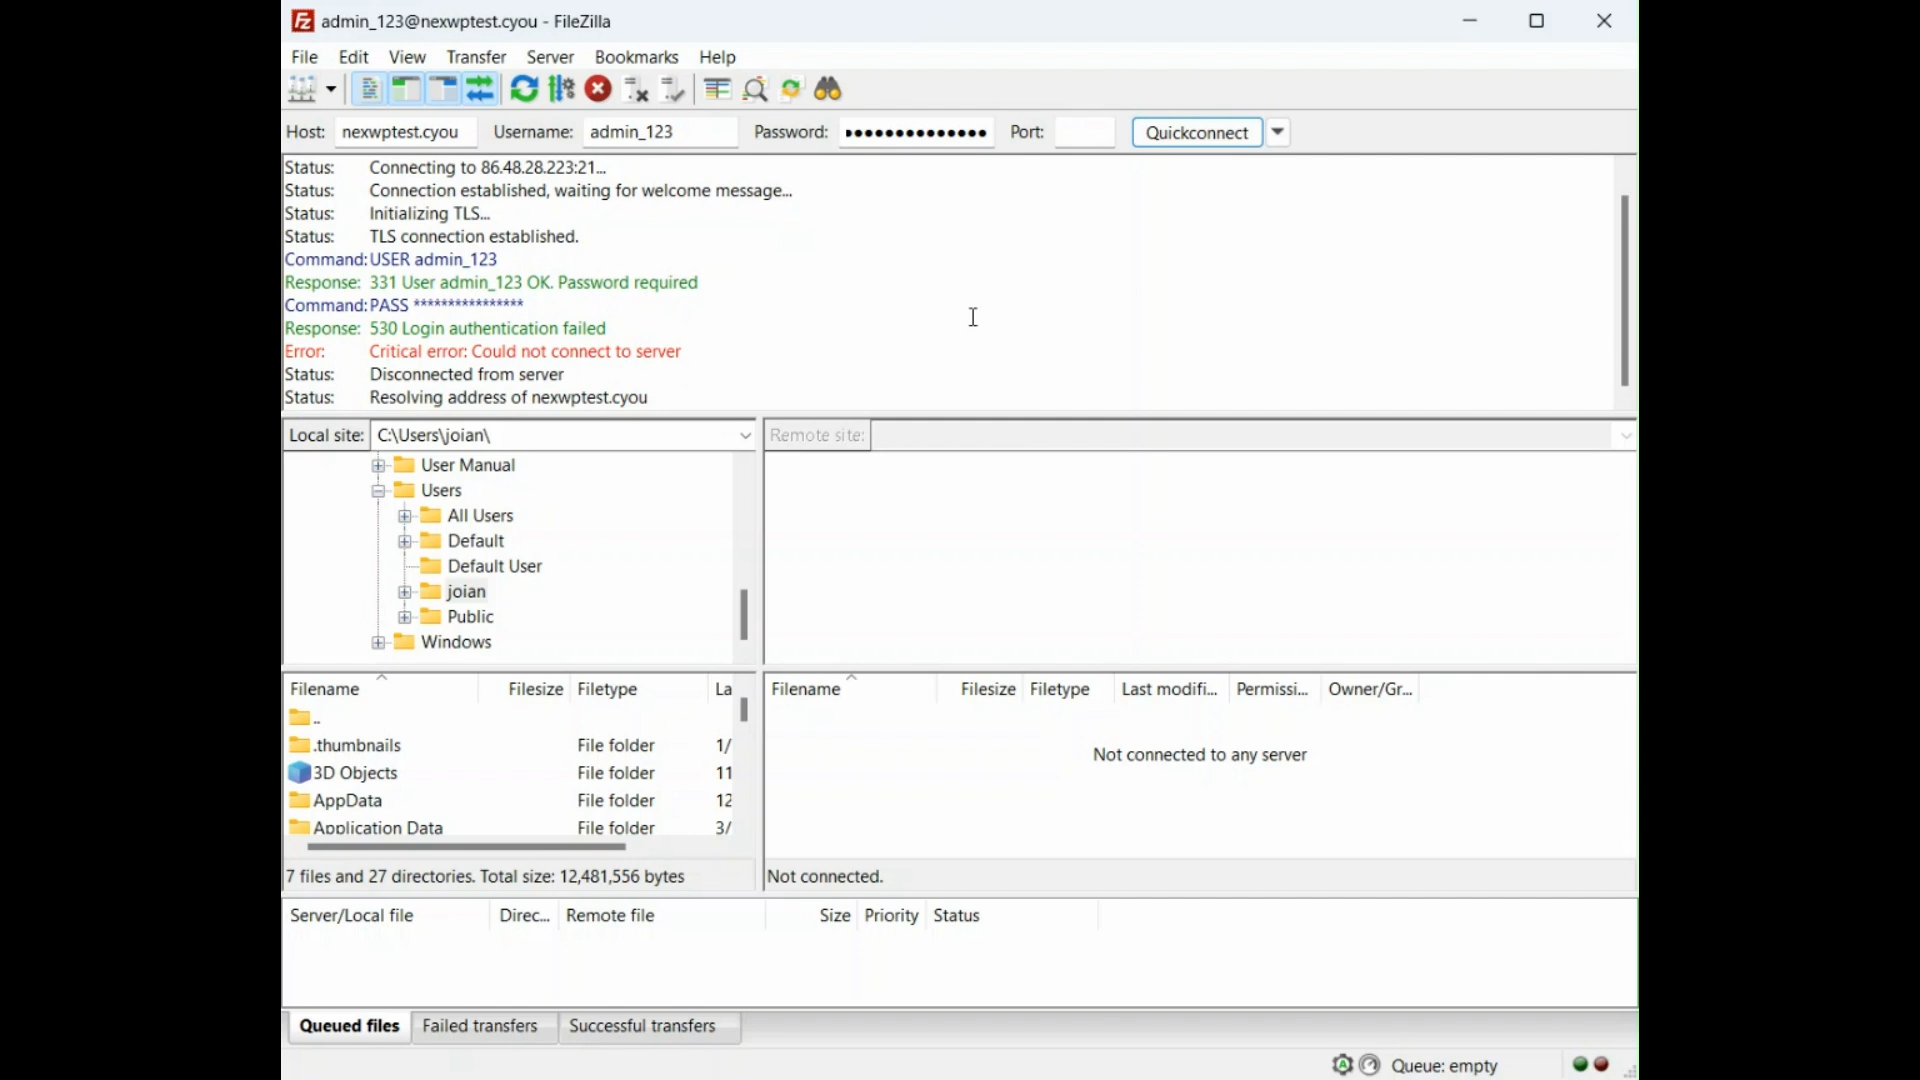 admin_123@nexwptest.cyou - FileZilla
File Edit View Transfer Server Bookmarks Help
Host: nexwptest.cyou Username: admin_123 Password: ●●●●●●●●●●●●●● Port: Quickconnect
Status: Connecting to 86.48.28.223:21...
Status: Connection established, waiting for welcome message...
Status: Initializing TLS...
Status: TLS connection established.
Command: USER admin_123
Response: 331 User admin_123 OK. Password required
Command: PASS ****************
Response: 530 Login authentication failed
Error: Critical error: Could not connect to server
Status: Disconnected from server
Status: Resolving address of nexwptest.cyou
Local site: C:\Users\joian\
Remote site:
User Manual
Users
All Users
Default
Default User
joian
Public
Windows
Filename Filesize Filetype La
..
.thumbnails File folder 1/
3D Objects File folder 11
AppData File folder 12
Application Data File folder 3/
7 files and 27 directories. Total size: 12,481,556 bytes
Filename Filesize Filetype Last modifi... Permissi... Owner/Gr...
Not connected to any server
Not connected.
Server/Local file Direc... Remote file Size Priority Status
Queued files Failed transfers Successful transfers
Queue: empty